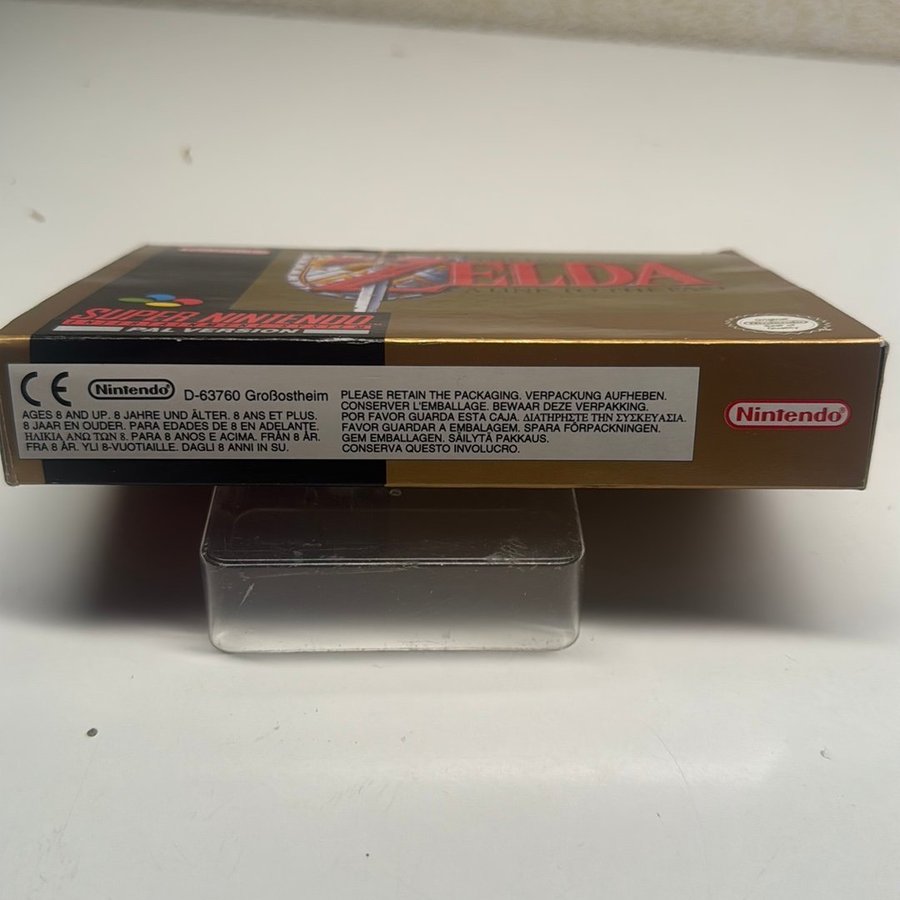 ZELDA
SUPER NINTENDO
PAL VERSION
CE Nintendo D-63760 Großostheim
AGES 8 AND UP. 8 JAHRE UND ÄLTER. 8 ANS ET PLUS.
8 JAAR EN OUDER. PARA EDADES DE 8 EN ADELANTE.
ΗΛΙΚΙΑ ΑΝΩ ΤΩΝ 8. PARA 8 ANOS E ACIMA. FRÅN 8 ÅR.
FRA 8 ÅR. YLI 8-VUOTIAILLE. DAGLI 8 ANNI IN SU.
PLEASE RETAIN THE PACKAGING. VERPACKUNG AUFHEBEN.
CONSERVER L'EMBALLAGE. BEWAAR DEZE VERPAKKING.
POR FAVOR GUARDA ESTA CAJA. ΔΙΑΤΗΡΗΣΤΕ ΤΗΝ ΣΥΣΚΕΥΑΣΙΑ.
FAVOR GUARDAR A EMBALAGEM. SPARA FÖRPACKNINGEN.
GEM EMBALLAGEN. SÄILYTÄ PAKKAUS.
CONSERVA QUESTO INVOLUCRO.
Nintendo